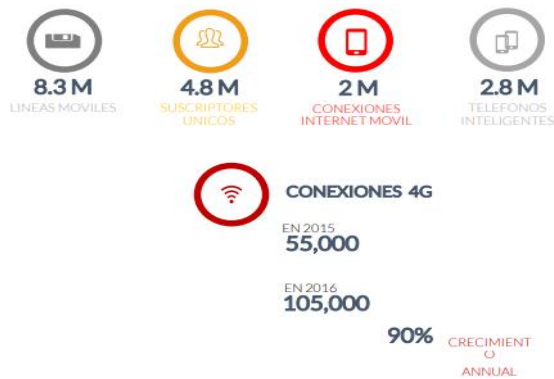 8.3 M
LINEAS MOVILES
4.8 M
SUSCRIPTORES
UNICOS
2 M
CONEXIONES
INTERNET MOVIL
2.8 M
TELEFONOS
INTELIGENTES
CONEXIONES 4G
EN 2015
55,000
EN 2016
105,000
90%
CRECIMIENT
O
ANNUAL